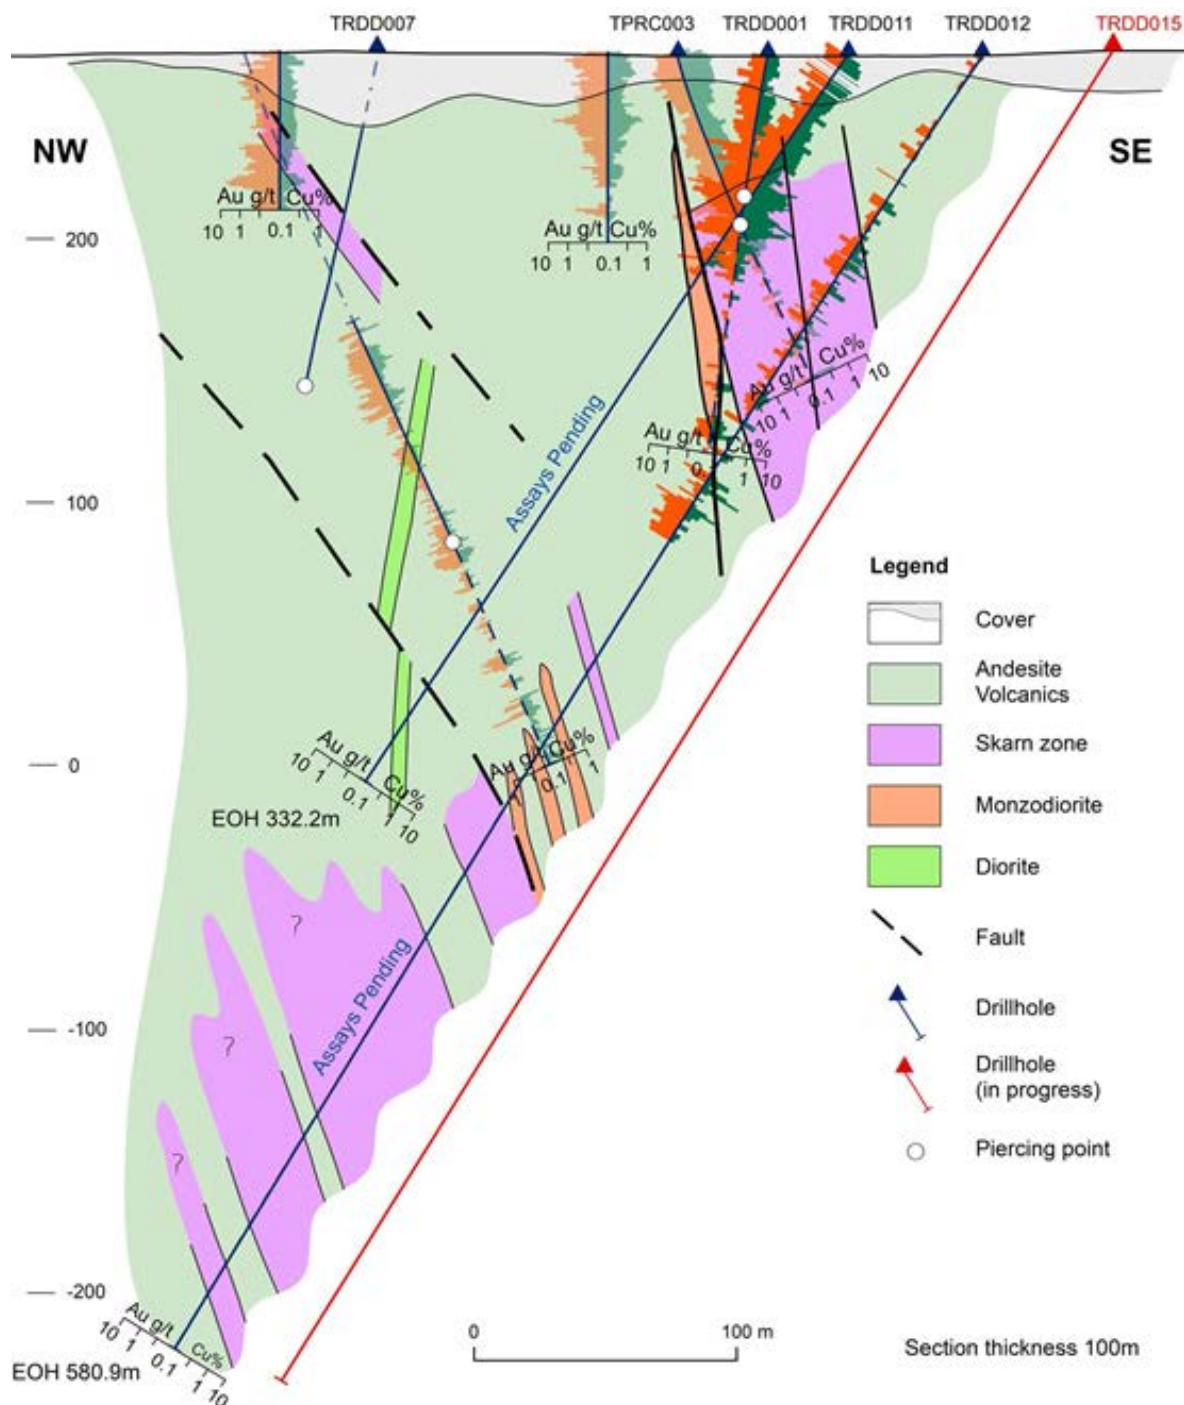 TRDD007
TPRC003
TRDD001
TRDD011
TRDD012
TRDD015
NW
SE
Au g/t Cu%
10 1 0.1 1
Au g/t Cu%
10 1 0.1 1
200
Au g/t Cu%
10 1 0.1 1 10
Au g/t Cu%
10 1 0. 1 10
100
Assays Pending
Legend
Cover
Andesite
Volcanics
Skarn zone
Monzodiorite
Diorite
Fault
Drillhole
Drillhole
(in progress)
Piercing point
0
Au g/t Cu%
10 1 0.1 1 10
EOH 332.2m
Au g/t Cu%
0.1 1
?
?
?
Assays Pending
-100
-200
Au g/t Cu%
10 1 0.1 1 10
EOH 580.9m
0 100 m
Section thickness 100m